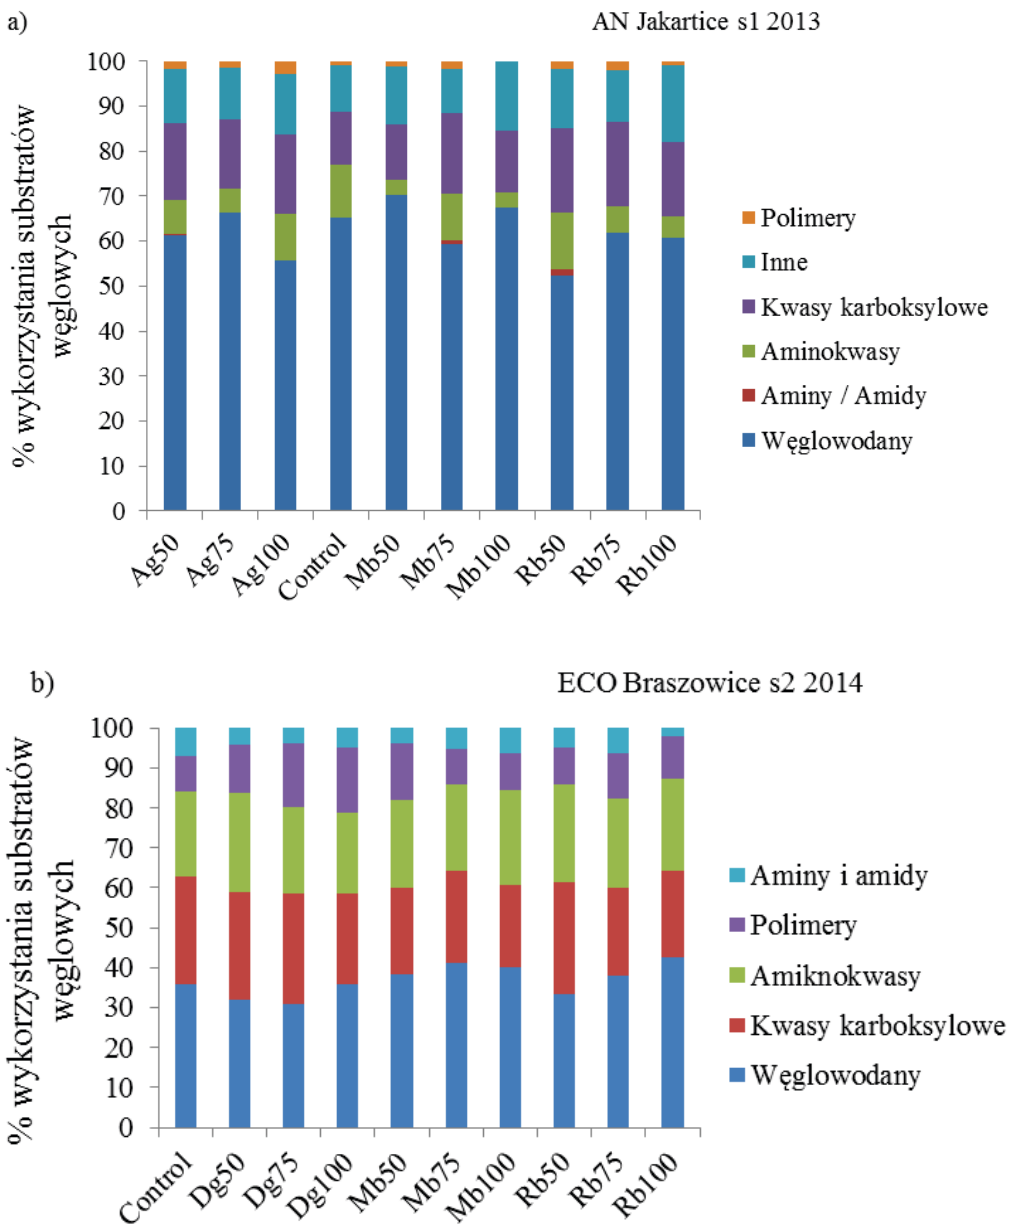 a)
AN Jakartice s1 2013
% wykorzystania substratów
węglowych
100
90
80
70
60
50
40
30
20
10
0
Ag50
Ag75
Ag100
Control
Mb50
Mb75
Mb100
Rb50
Rb75
Rb100
Polimery
Inne
Kwasy karboksylowe
Aminokwasy
Aminy / Amidy
Węglowodany
b)
ECO Braszowice s2 2014
% wykorzystania substratów
węglowych
100
90
80
70
60
50
40
30
20
10
0
Control
Dg50
Dg75
Dg100
Mb50
Mb75
Mb100
Rb50
Rb75
Rb100
Aminy i amidy
Polimery
Amiknokwasy
Kwasy karboksylowe
Węglowodany